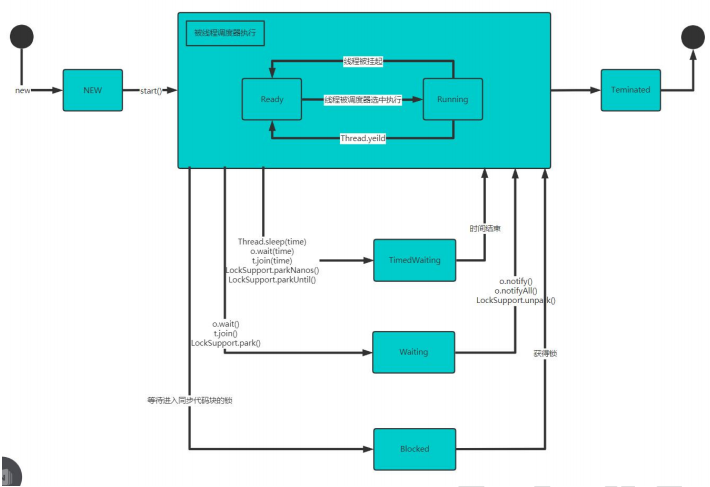 被线程调度器执行
线程被挂起
new
NEW
start()
Ready
线程被调度器选中执行
Running
Teminated
Thread.yeild
Thread.sleep(time)
o.wait(time)
t.join(time)
LockSupport.parkNanos()
LockSupport.parkUntil()
TimedWaiting
时间结束
o.notify()
o.notifyAll()
LockSupport.unpark()
o.wait()
t.join()
LockSupport.park()
Waiting
获得锁
等待进入同步代码块的锁
Blocked